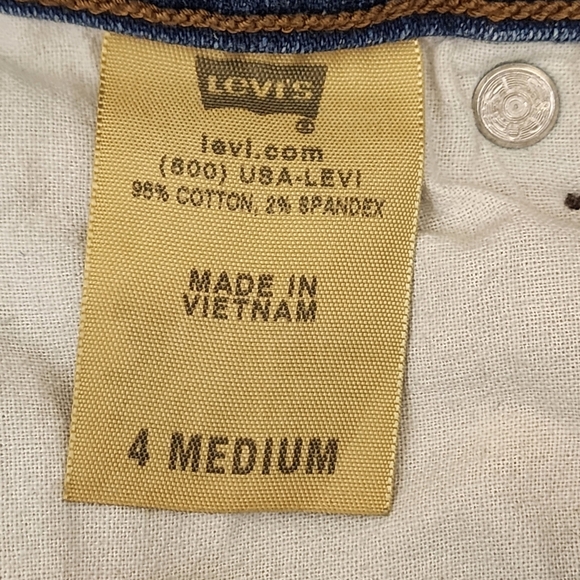 LEVI'S
®
levi.com
(800) USA-LEVI
98% COTTON, 2% SPANDEX
MADE IN
VIETNAM
4 MEDIUM